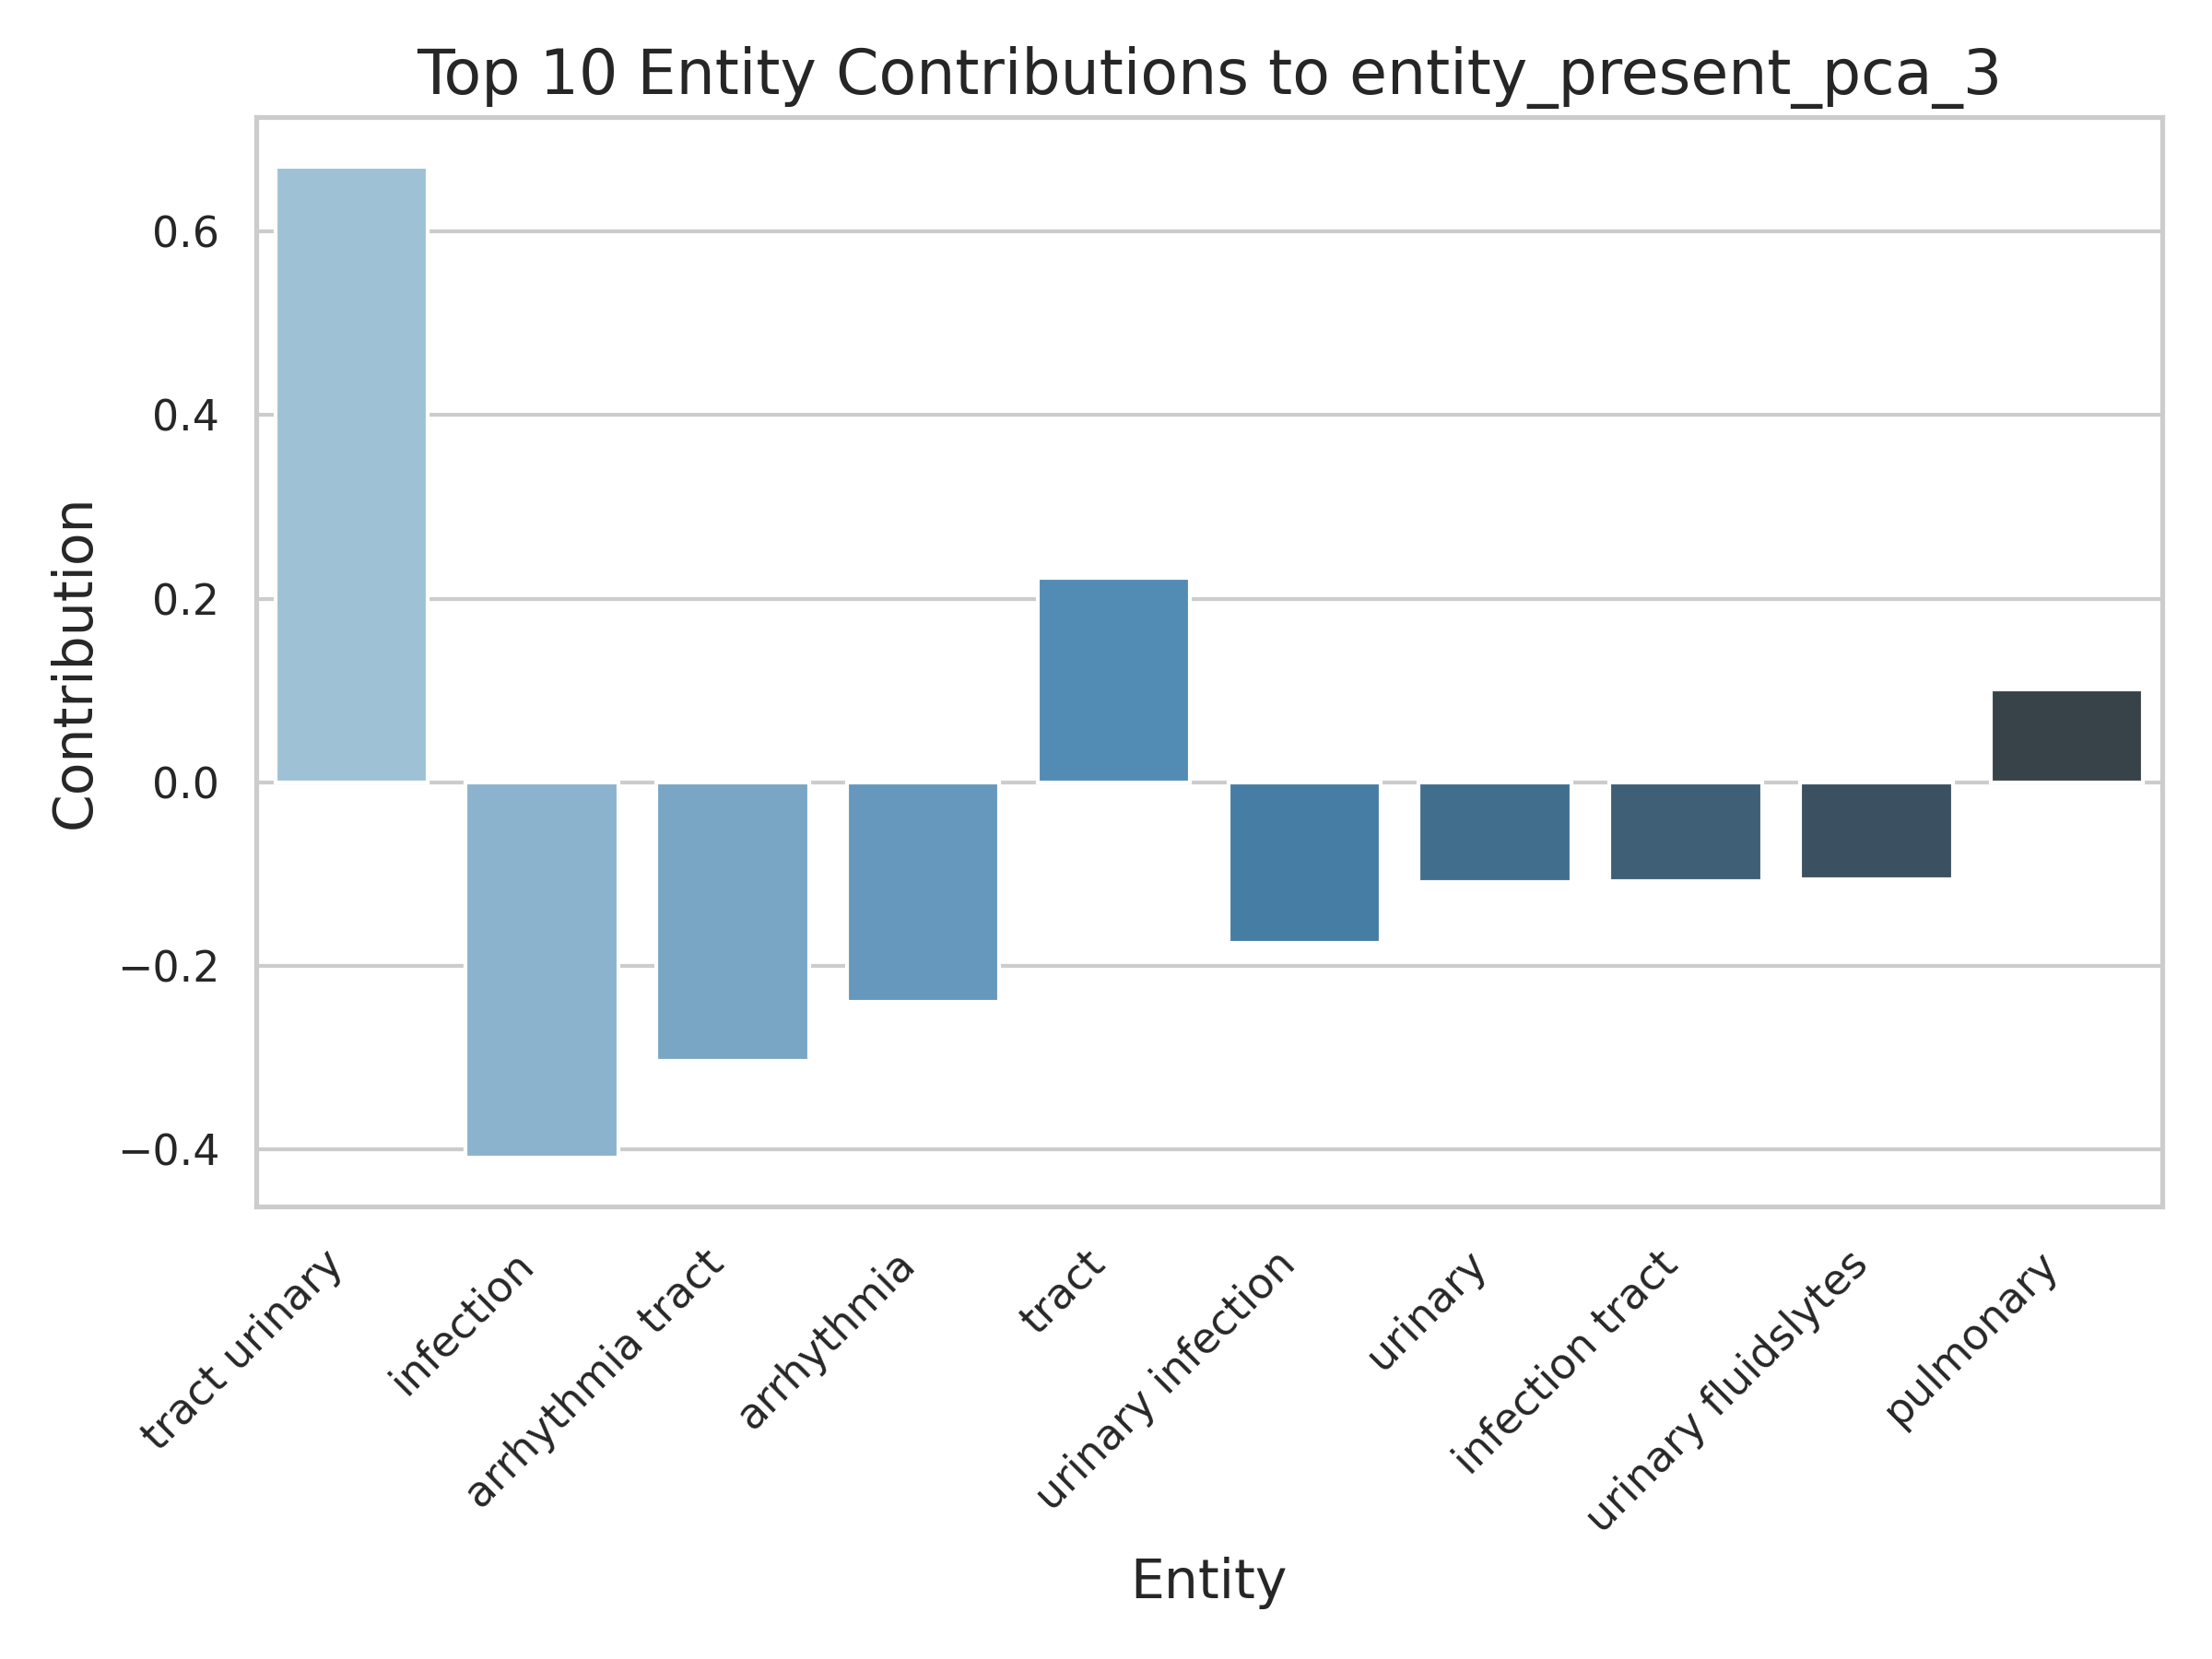 Top 10 Entity Contributions to entity_present_pca_3
Contribution
0.6
0.4
0.2
0.0
−0.2
−0.4
tract urinary
infection
arrhythmia tract
arrhythmia
tract
urinary infection
urinary
infection tract
urinary fluidslytes
pulmonary
Entity